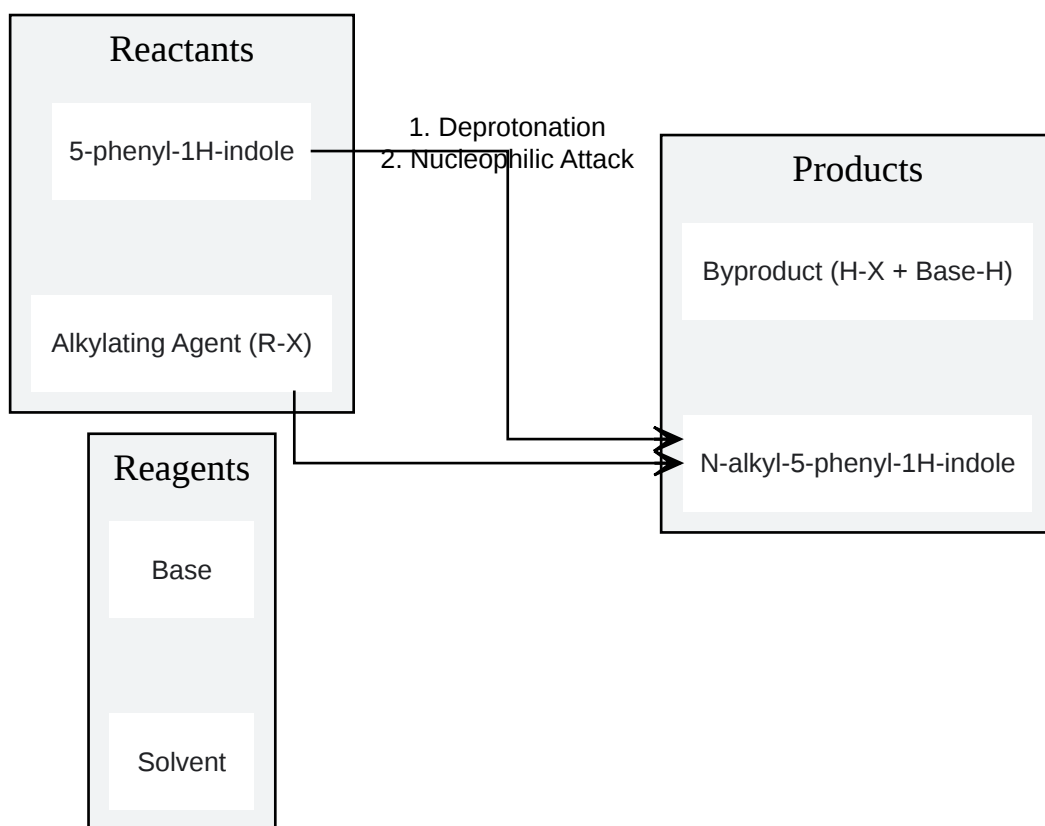 Reactants
5-phenyl-1H-indole
Alkylating Agent (R-X)
1. Deprotonation
2. Nucleophilic Attack
Products
Byproduct (H-X + Base-H)
N-alkyl-5-phenyl-1H-indole
Reagents
Base
Solvent